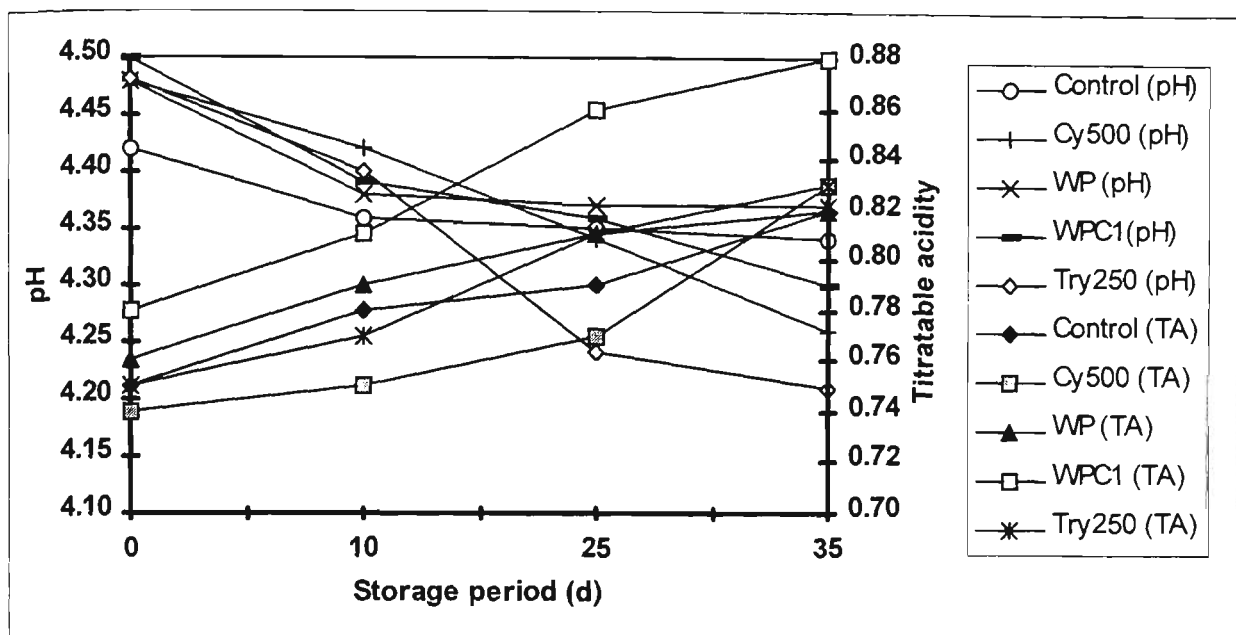 4.50
4.45
4.40
4.35
4.30
4.25
4.20
4.15
4.10
pH
0
10
25
35
Storage period (d)
0.88
0.86
0.84
0.82
0.80
0.78
0.76
0.74
0.72
0.70
Titratable acidity
Control (pH)
Cy500 (pH)
WP (pH)
WPC1(pH)
Try250 (pH)
Control (TA)
Cy500 (TA)
WP (TA)
WPC1 (TA)
Try250 (TA)